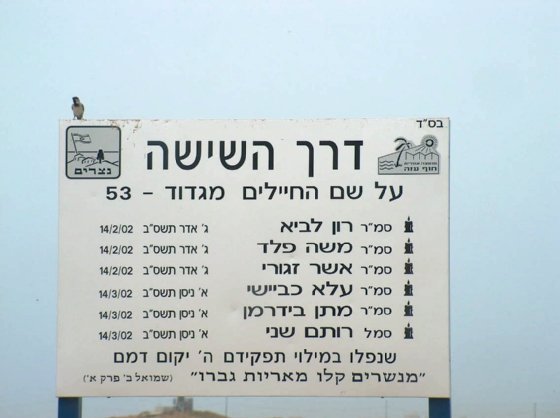 בס"ד
דרך השישה
נצרים
חוף עזה
על שם החיילים מגדוד - 53
סמ"ר רון לביא ג' אדר תשס"ב 14/2/02
סמ"ר משה פלד ג' אדר תשס"ב 14/2/02
סמ"ר אשר זגורי ג' אדר תשס"ב 14/2/02
סמ"ר עלא כביישי א' ניסן תשס"ב 14/3/02
סמ"ר מתן בידרמן א' ניסן תשס"ב 14/3/02
סמל רותם שני א' ניסן תשס"ב 14/3/02
שנפלו במילוי תפקידם ה' יקום דמם
"מנשרים קלו מאריות גברו" (שמואל ב' פרק א')